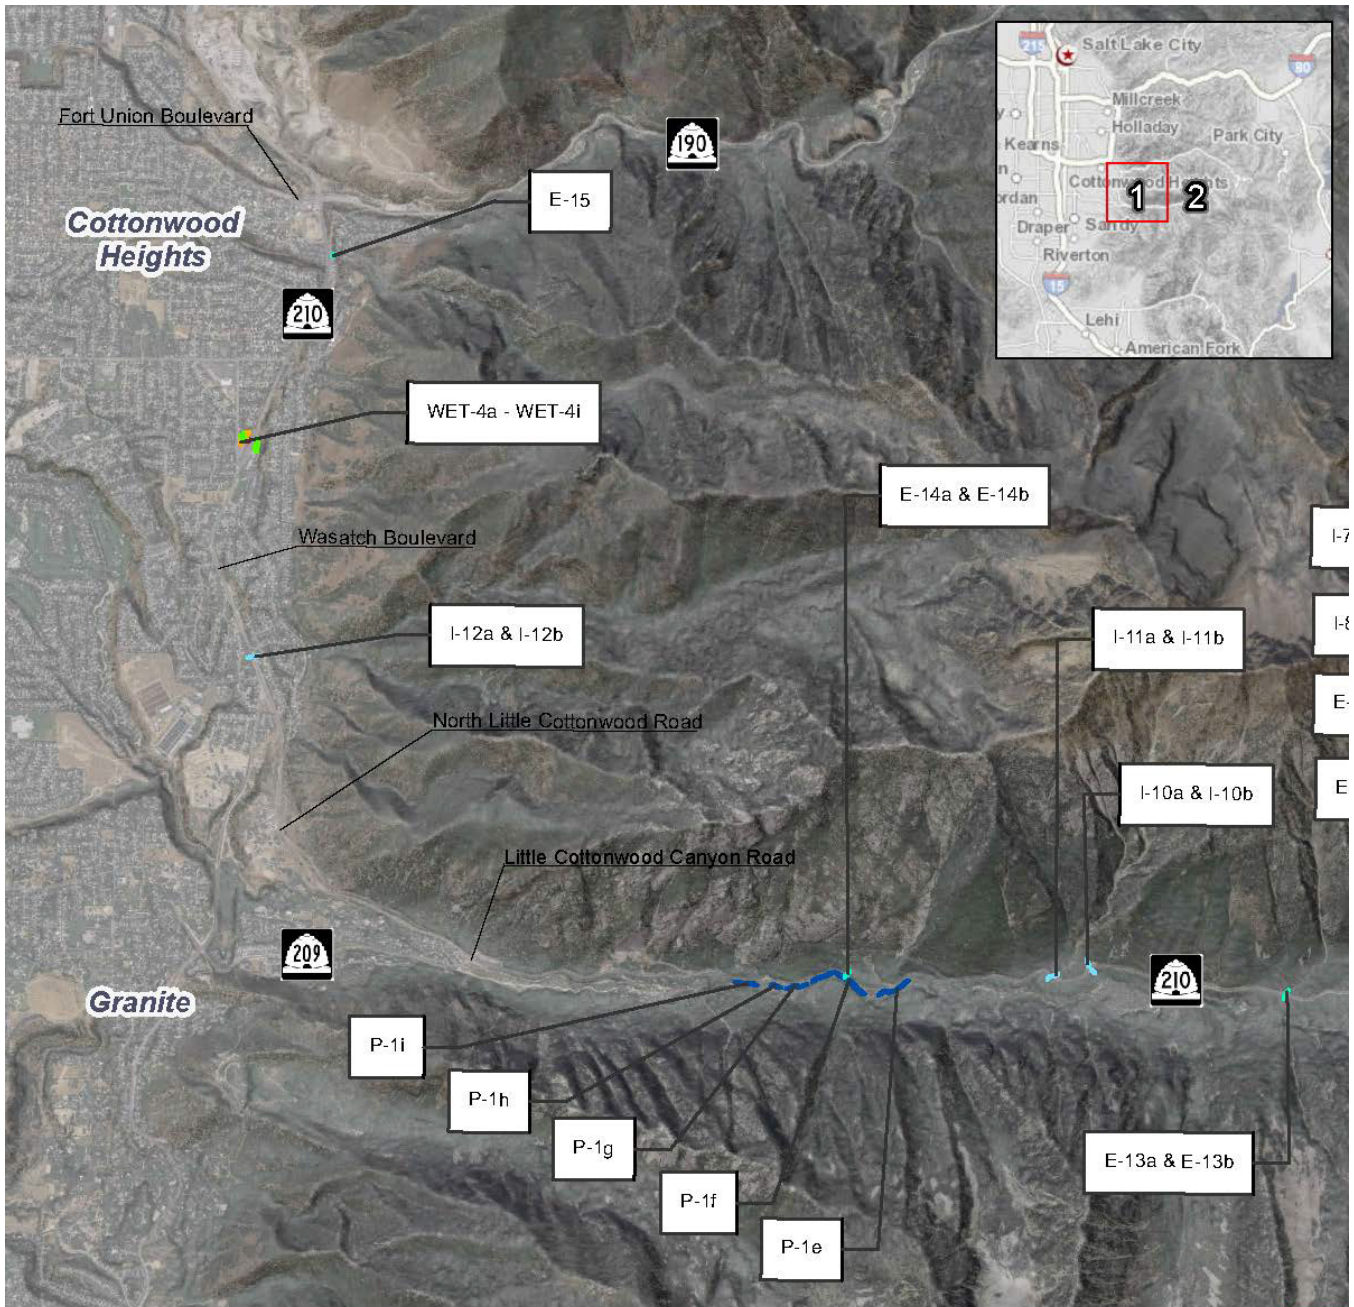 Fort Union Boulevard
190
E-15
Cottonwood
Heights
210
WET-4a - WET-4i
E-14a & E-14b
Wasatch Boulevard
I-7
I-12a & I-12b
I-11a & I-11b
I-8
North Little Cottonwood Road
E-
I-10a & I-10b
E
Little Cottonwood Canyon Road
209
210
Granite
P-1i
P-1h
P-1g
P-1f
P-1e
E-13a & E-13b
215
Salt Lake City
80
Millcreek
Holladay
Park City
Kearns
Cottonwood Heights
1
2
ordan
Draper
Sandy
Riverton
15
Lehi
American Fork